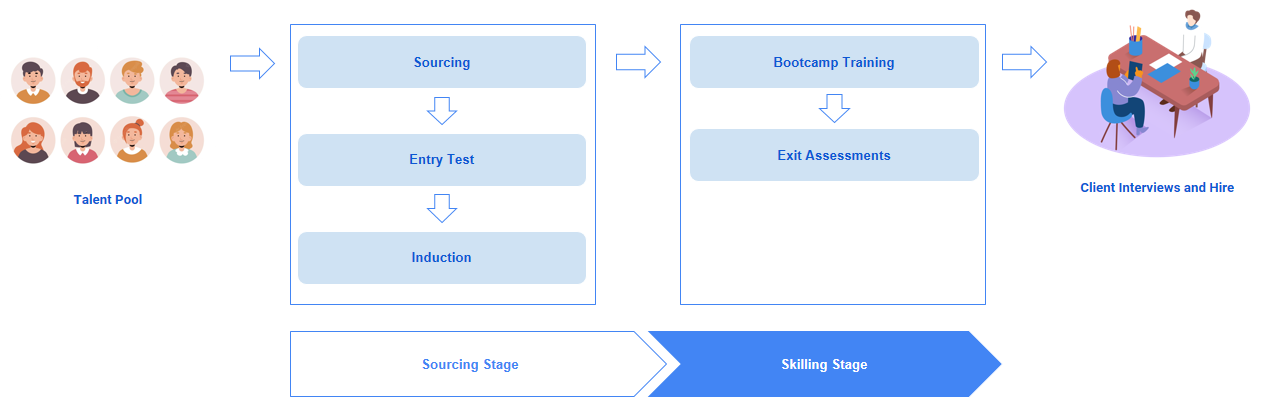 Talent Pool
Sourcing
Entry Test
Induction
Bootcamp Training
Exit Assessments
Client Interviews and Hire
Sourcing Stage
Skilling Stage